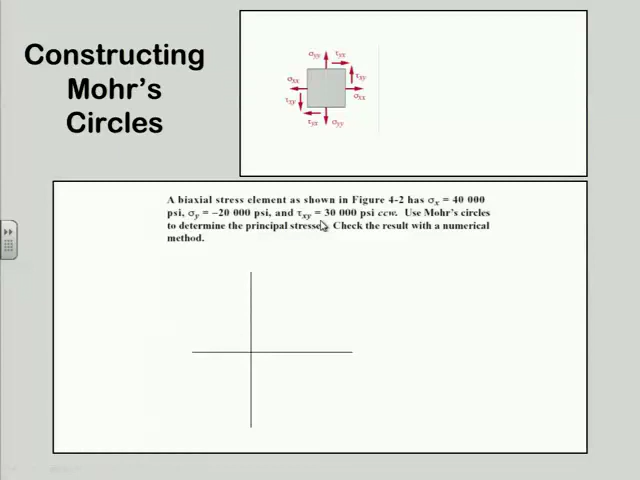 Constructing
Mohr's
Circles
σyy τyx
σxx τxy
τxy σxx
τyx σyy
A biaxial stress element as shown in Figure 4-2 has σx = 40 000
psi, σy = −20 000 psi, and τxy = 30 000 psi ccw. Use Mohr's circles
to determine the principal stresses. Check the result with a numerical
method.